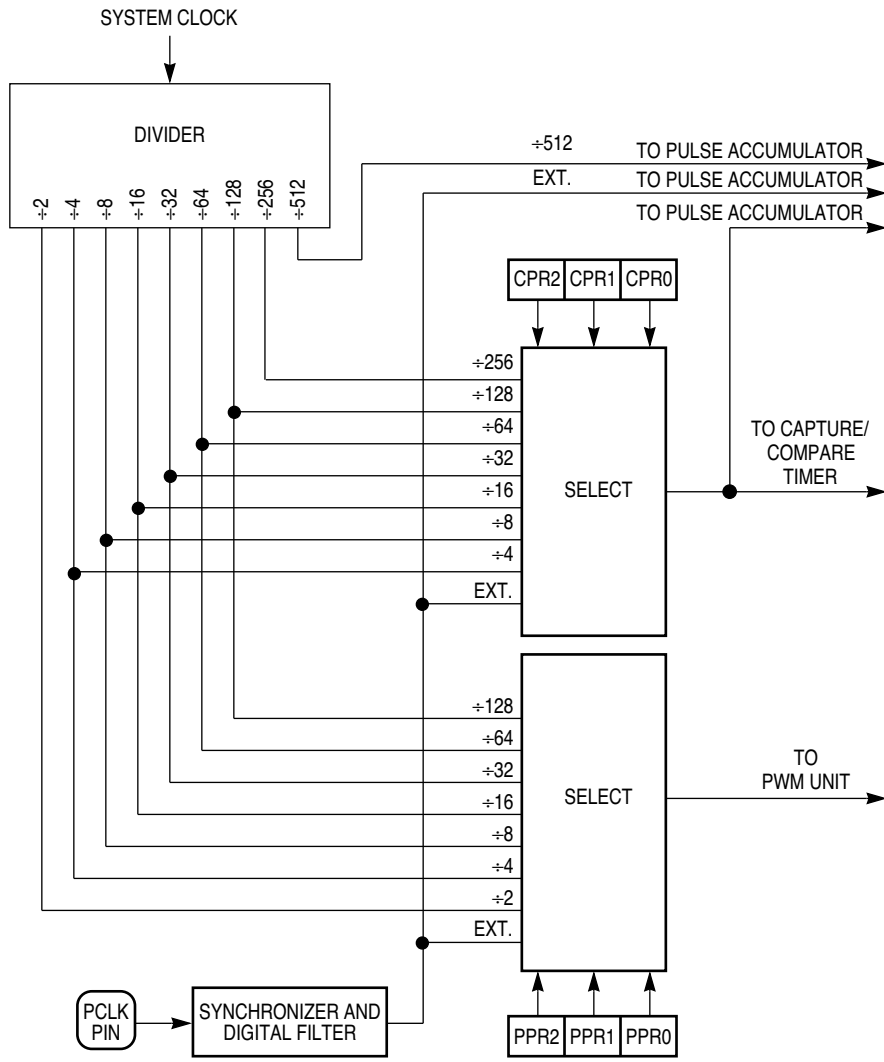 SYSTEM CLOCK
DIVIDER
÷2
÷4
÷8
÷16
÷32
÷64
÷128
÷256
÷512
÷512
TO PULSE ACCUMULATOR
EXT.
TO PULSE ACCUMULATOR
TO PULSE ACCUMULATOR
CPR2
CPR1
CPR0
÷256
÷128
÷64
÷32
÷16
÷8
÷4
EXT.
SELECT
TO CAPTURE/
COMPARE
TIMER
÷128
÷64
÷32
÷16
÷8
÷4
÷2
EXT.
SELECT
TO
PWM UNIT
PCLK
PIN
SYNCHRONIZER AND
DIGITAL FILTER
PPR2
PPR1
PPR0